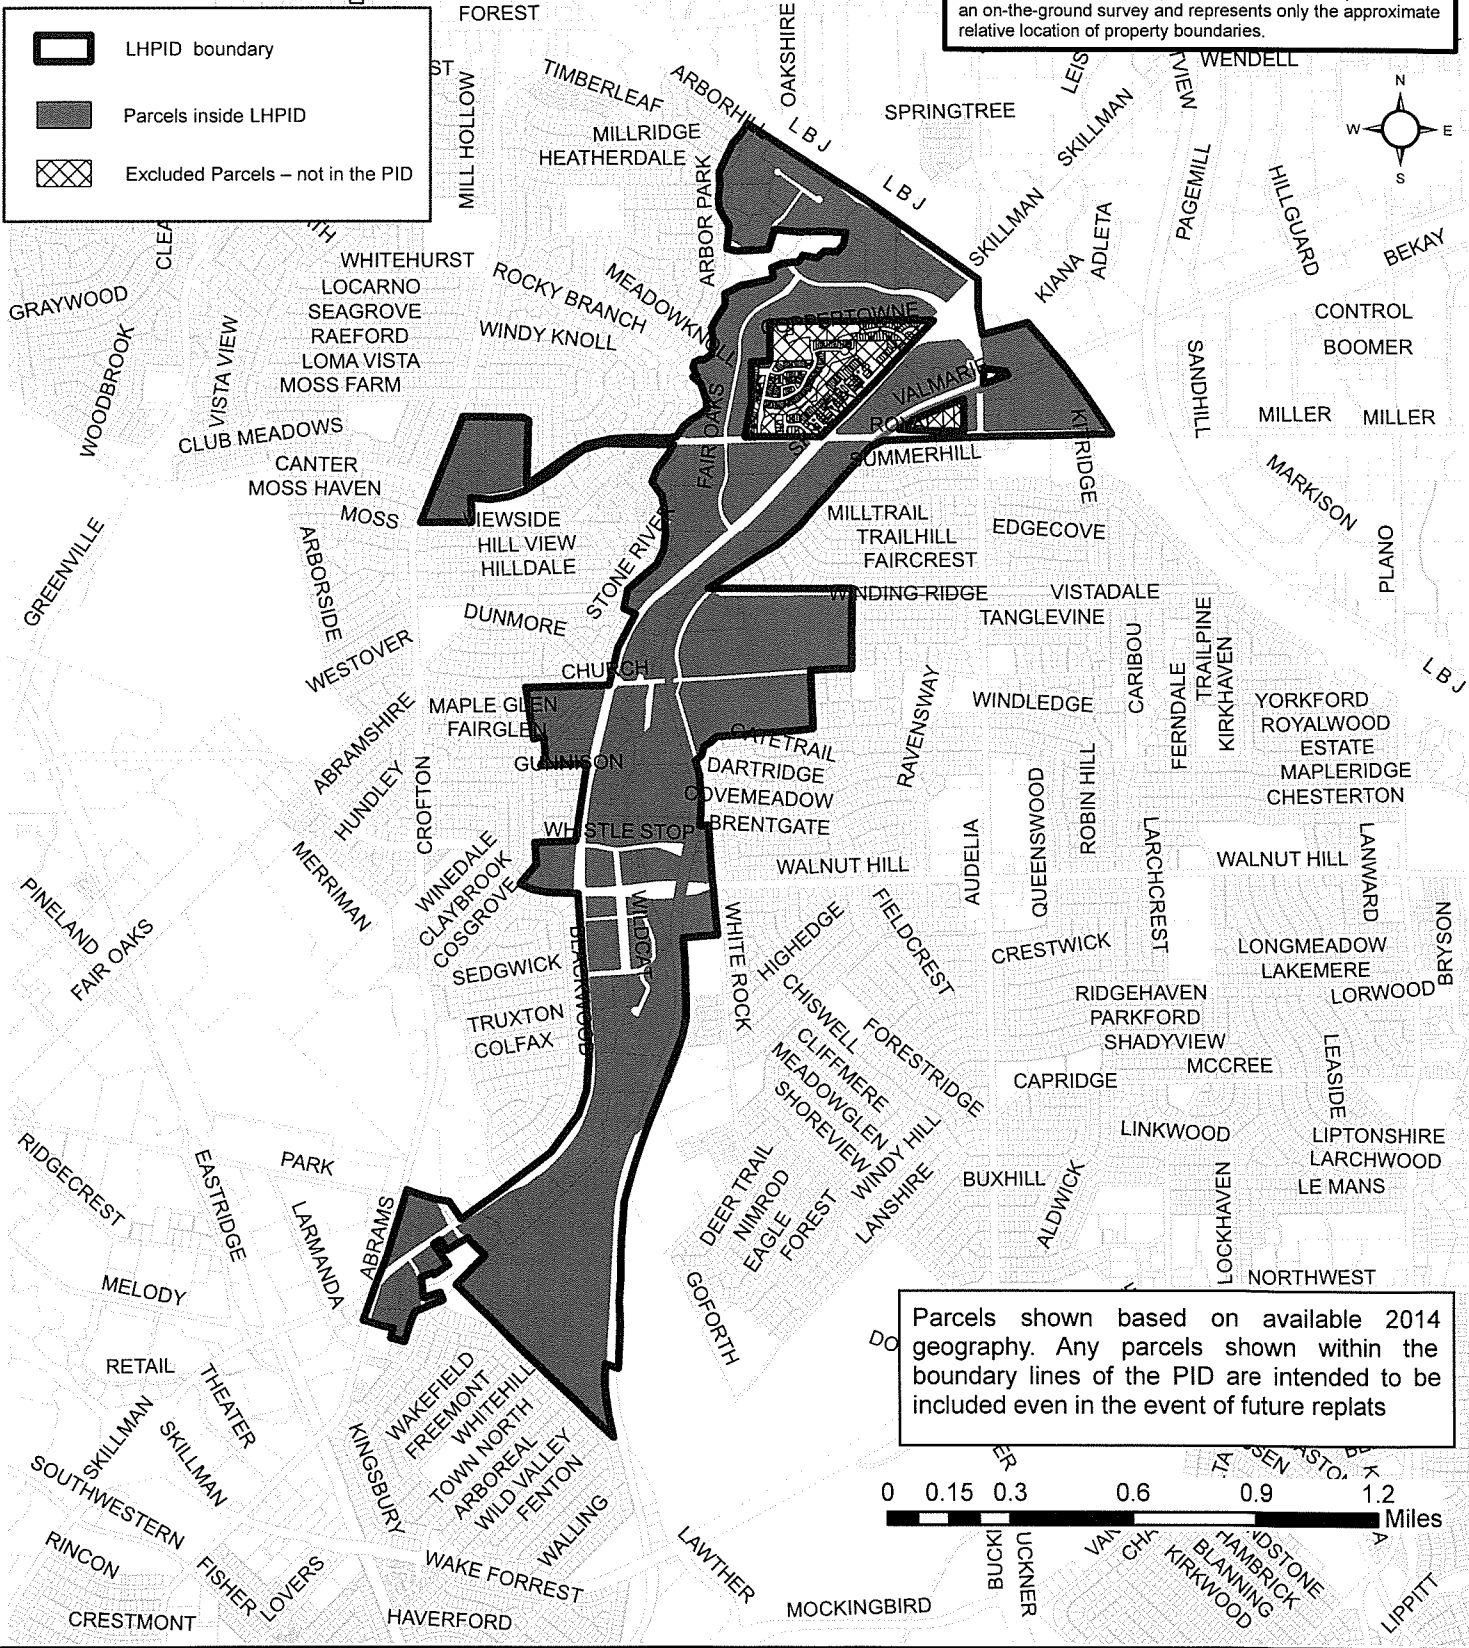 an on-the-ground survey and represents only the approximate
relative location of property boundaries.
LHPID boundary
Parcels inside LHPID
Excluded Parcels – not in the PID
FOREST
OAKSHIRE
WENDELL
N
W
E
S
MILL HOLLOW
TIMBERLEAF
ARBORHILL
LBJ
SPRINGTREE
SKILLMAN
MILLRIDGE
HEATHERDALE
ARBOR PARK
LBJ
SKILLMAN
PAGEMILL
HILLGUARD
KIANA
ADLETA
BEKAY
WHITEHURST
LOCARNO
SEAGROVE
RAEFORD
LOMA VISTA
MOSS FARM
ROCKY BRANCH
MEADOWKNOLL
WINDY KNOLL
GRAYWOOD
WOODBROOK
VISTA VIEW
COPPERTOWNE
CONTROL
BOOMER
SANDHILL
MILLER
MILLER
VALMARIE
ROYAL
KITRIDGE
SUMMERHILL
FAIR OAKS
CLUB MEADOWS
CANTER
MOSS HAVEN
MOSS
MARKISON
PLANO
VIEWSIDE
HILL VIEW
HILLDALE
MILLTRAIL
TRAILHILL
FAIRCREST
EDGECOVE
STONE RIVER
GREENVILLE
ARBORSIDE
DUNMORE
WESTOVER
WINDING RIDGE
VISTADALE
TANGLEVINE
CARIBOU
TRAILPINE
FERNDALE
KIRKHAVEN
LBJ
CHURCH
MAPLE GLEN
FAIRGLEN
GUNNISON
ABRAMSHIRE
HUNDLEY
CROFTON
GATETRAIL
DARTRIDGE
COVEMEADOW
BRENTGATE
RAVENSWAY
WINDLEDGE
YORKFORD
ROYALWOOD
ESTATE
MAPLERIDGE
CHESTERTON
WHISTLE STOP
WALNUT HILL
AUDELIA
QUEENSWOOD
ROBIN HILL
LARCHCREST
WALNUT HILL
LANWARD
MERRIMAN
WINEDALE
CLAYBROOK
COSGROVE
PINELAND
FAIR OAKS
WILDCAT
BLACKWOOD
WHITE ROCK
HIGHEDGE
FIELDCREST
CRESTWICK
LONGMEADOW
LAKEMERE
LORWOOD
BRYSON
SEDGWICK
TRUXTON
COLFAX
CHISWELL
CLIFFMERE
MEADOWGLEN
SHOREVIEW
FORESTRIDGE
RIDGEHAVEN
PARKFORD
SHADYVIEW
MCCREE
CAPRIDGE
LEASIDE
WINDY HILL
LANSHIRE
LINKWOOD
LIPTONSHIRE
LARCHWOOD
LE MANS
BUXHILL
ALDWICK
LOCKHAVEN
RIDGECREST
EASTRIDGE
PARK
LARMANDA
ABRAMS
DEER TRAIL
NIMROD
EAGLE
FOREST
GOFORTH
NORTHWEST
MELODY
Parcels shown based on available 2014
geography. Any parcels shown within the
boundary lines of the PID are intended to be
included even in the event of future replats
RETAIL
THEATER
SKILLMAN
SKILLMAN
SOUTHWESTERN
KINGSBURY
WAKEFIELD
FREEMONT
WHITEHILL
TOWN NORTH
ARBOREAL
WILD VALLEY
FENTON
WALLING
0 0.15 0.3 0.6 0.9 1.2
Miles
RINCON
FISHER
LOVERS
WAKE FORREST
LAWTHER
HAMBRICK
BLANNING
KIRKWOOD
LIPPITT
CRESTMONT
HAVERFORD
MOCKINGBIRD